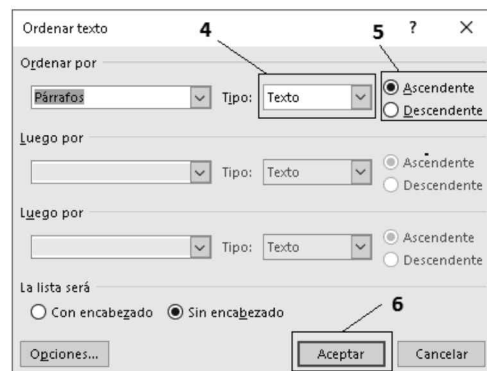 Ordenar texto ? ×
4
5
Ordenar por
Párrafos Tipo: Texto Ascendente
Descendente
Luego por
Tipo: Texto Ascendente
Descendente
Luego por
Tipo: Texto Ascendente
Descendente
La lista será
Con encabezado Sin encabezado
6
Opciones... Aceptar Cancelar